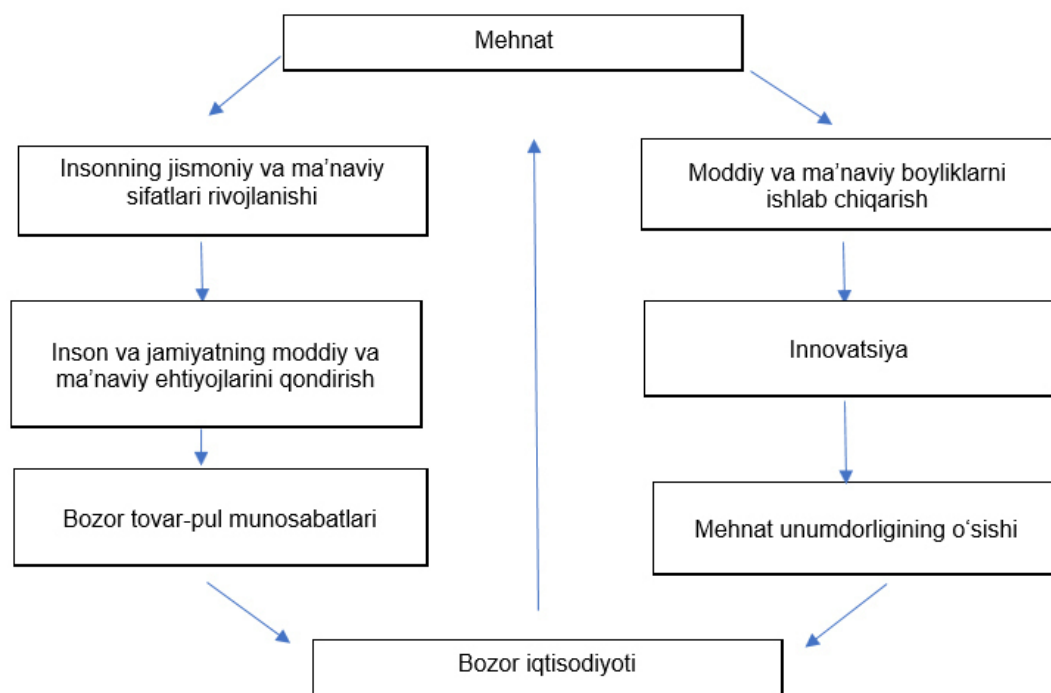 Mehnat
Insonning jismoniy va ma’naviy
sifatlari rivojlanishi
Moddiy va ma’naviy boyliklarni
ishlab chiqarish
Inson va jamiyatning moddiy va
ma’naviy ehtiyojlarini qondirish
Innovatsiya
Bozor tovar-pul munosabatlari
Mehnat unumdorligining o‘sishi
Bozor iqtisodiyoti